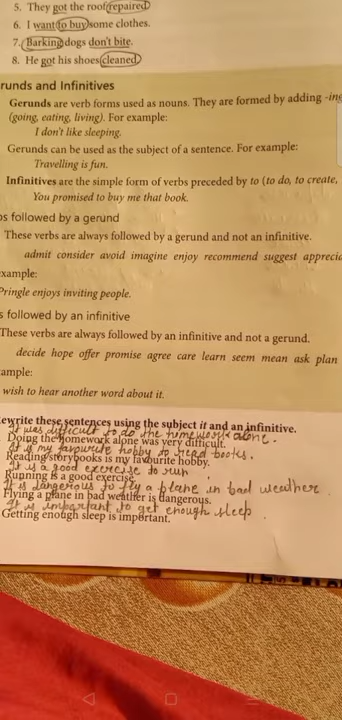 5. They got the roof repaired
6. I want to buy some clothes.
7. Barking dogs don't bite.
8. He got his shoes cleaned
runds and Infinitives
Gerunds are verb forms used as nouns. They are formed by adding -ing
(going, eating, living). For example:
I don't like sleeping.
Gerunds can be used as the subject of a sentence. For example:
Travelling is fun.
Infinitives are the simple form of verbs preceded by to (to do, to create,
You promised to buy me that book.
bs followed by a gerund
These verbs are always followed by a gerund and not an infinitive.
admit consider avoid imagine enjoy recommend suggest apprecia
xample:
Pringle enjoys inviting people.
s followed by an infinitive
These verbs are always followed by an infinitive and not a gerund.
decide hope offer promise agree care learn seem mean ask plan
ample:
wish to hear another word about it.
ewrite these sentences using the subject it and an infinitive.
It was difficult to do the homework alone.
Doing the homework alone was very difficult.
It is my favourite hobby to read books.
Reading storybooks is my favourite hobby.
It is a good exercise to run
Running is a good exercise.
It is dangerous to fly a plane in bad weather.
Flying a plane in bad weather is dangerous.
It is important to get enough sleep
Getting enough sleep is important.